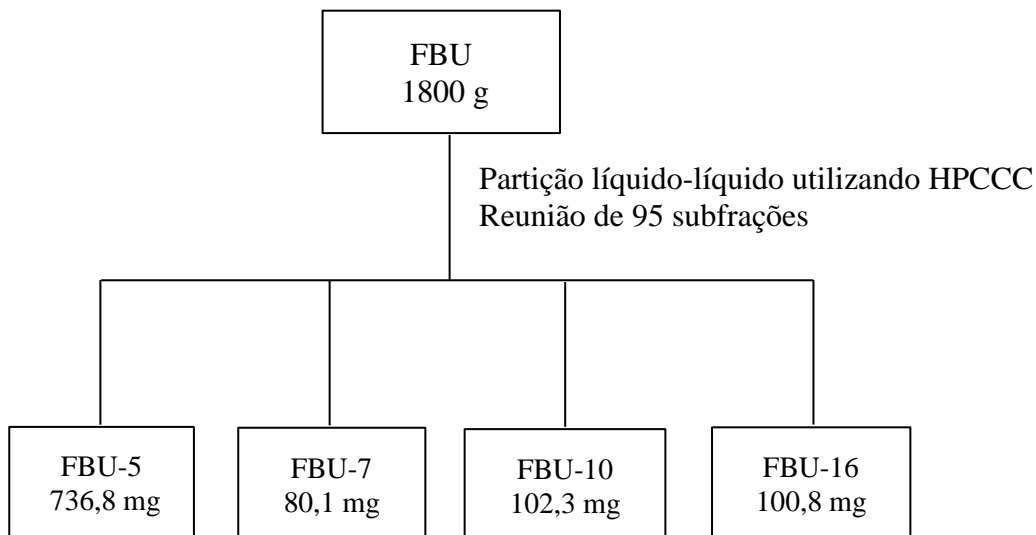 FBU
1800 g
Partição líquido-líquido utilizando HPCCC
Reunião de 95 subfrações
FBU-5
736,8 mg
FBU-7
80,1 mg
FBU-10
102,3 mg
FBU-16
100,8 mg